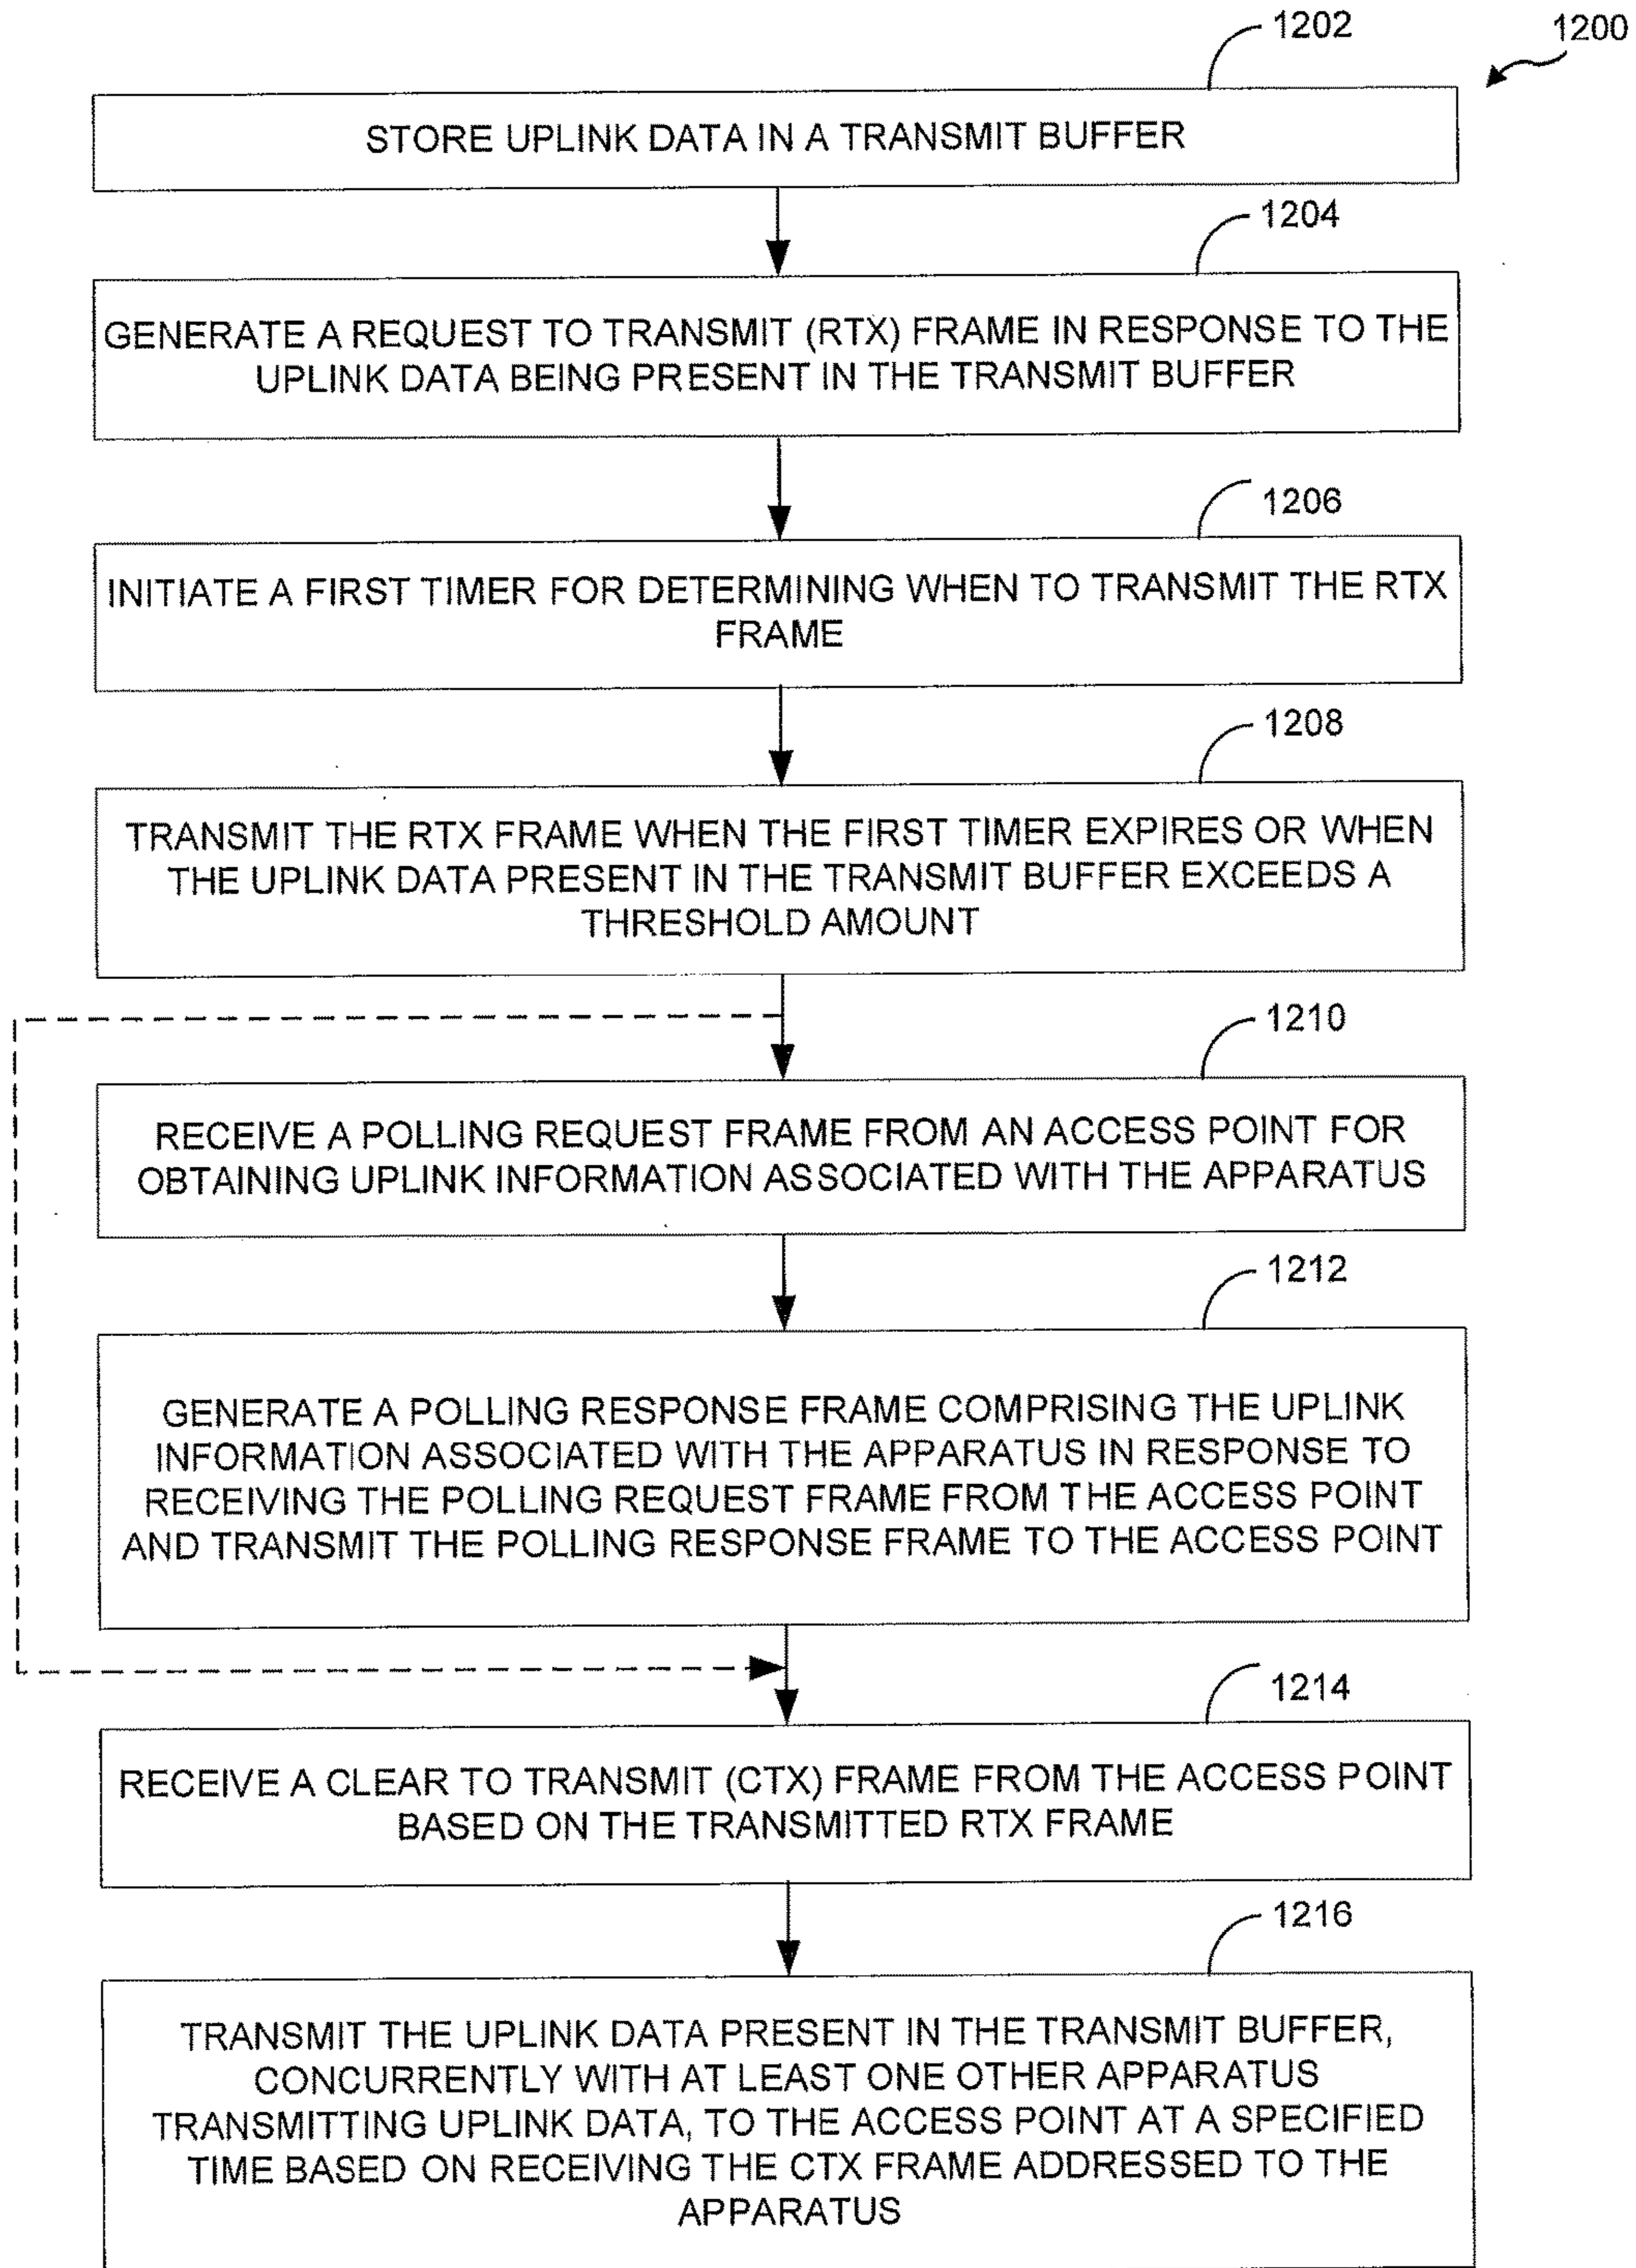 1202
1200
STORE UPLINK DATA IN A TRANSMIT BUFFER
1204
GENERATE A REQUEST TO TRANSMIT (RTX) FRAME IN RESPONSE TO THE
UPLINK DATA BEING PRESENT IN THE TRANSMIT BUFFER
1206
INITIATE A FIRST TIMER FOR DETERMINING WHEN TO TRANSMIT THE RTX
FRAME
1208
TRANSMIT THE RTX FRAME WHEN THE FIRST TIMER EXPIRES OR WHEN
THE UPLINK DATA PRESENT IN THE TRANSMIT BUFFER EXCEEDS A
THRESHOLD AMOUNT
1210
RECEIVE A POLLING REQUEST FRAME FROM AN ACCESS POINT FOR
OBTAINING UPLINK INFORMATION ASSOCIATED WITH THE APPARATUS
1212
GENERATE A POLLING RESPONSE FRAME COMPRISING THE UPLINK
INFORMATION ASSOCIATED WITH THE APPARATUS IN RESPONSE TO
RECEIVING THE POLLING REQUEST FRAME FROM THE ACCESS POINT
AND TRANSMIT THE POLLING RESPONSE FRAME TO THE ACCESS POINT
1214
RECEIVE A CLEAR TO TRANSMIT (CTX) FRAME FROM THE ACCESS POINT
BASED ON THE TRANSMITTED RTX FRAME
1216
TRANSMIT THE UPLINK DATA PRESENT IN THE TRANSMIT BUFFER,
CONCURRENTLY WITH AT LEAST ONE OTHER APPARATUS
TRANSMITTING UPLINK DATA, TO THE ACCESS POINT AT A SPECIFIED
TIME BASED ON RECEIVING THE CTX FRAME ADDRESSED TO THE
APPARATUS